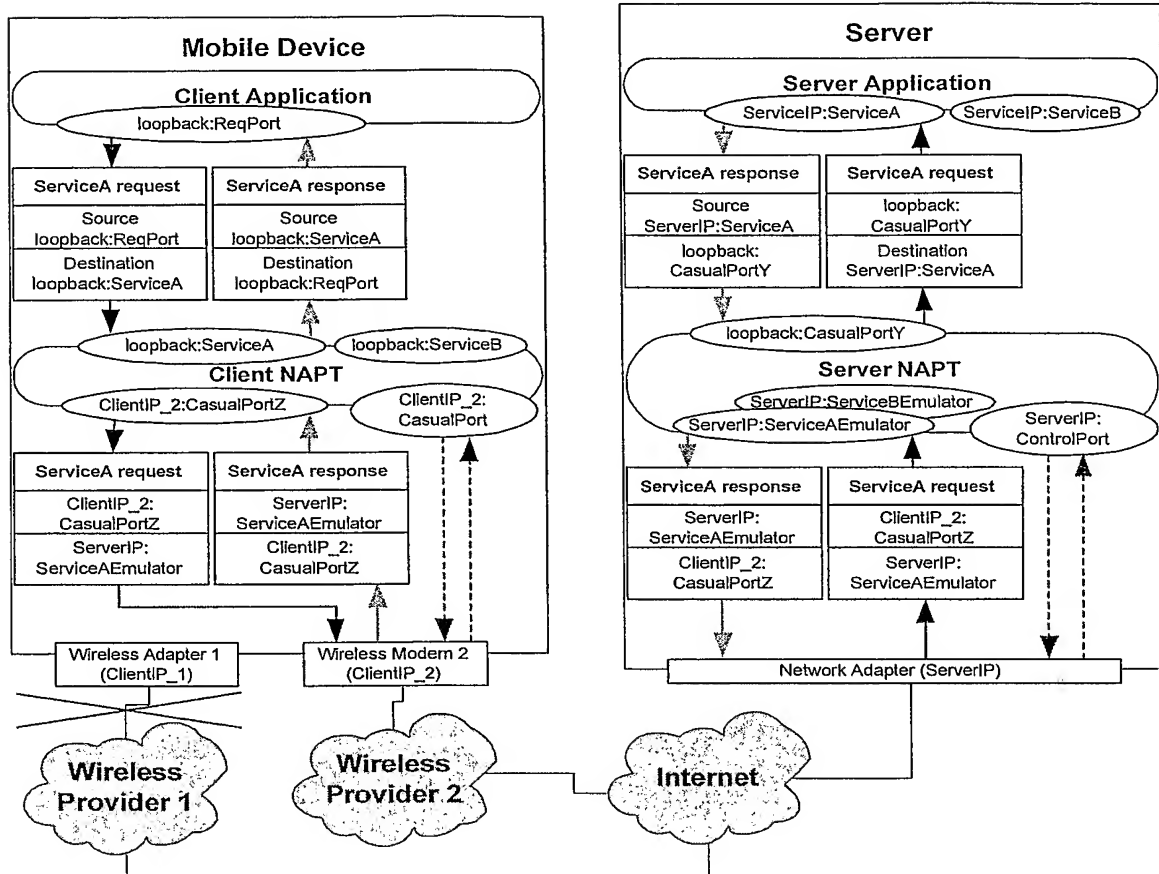 Mobile Device
Client Application
loopback:ReqPort
ServiceA request
Source
loopback:ReqPort
Destination
loopback:ServiceA
ServiceA response
Source
loopback:ServiceA
Destination
loopback:ReqPort
loopback:ServiceA
loopback:ServiceB
Client NAPT
ClientIP_2:CasualPortZ
ClientIP_2:
CasualPort
ServiceA request
ClientIP_2:
CasualPortZ
ServerIP:
ServiceAEmulator
ServiceA response
ServerIP:
ServiceAEmulator
ClientIP_2:
CasualPortZ
Wireless Adapter 1
(ClientIP_1)
Wireless Modem 2
(ClientIP_2)
Wireless
Provider 1
Wireless
Provider 2
Internet
Server
Server Application
ServiceIP:ServiceA
ServiceIP:ServiceB
ServiceA response
Source
ServerIP:ServiceA
loopback:
CasualPortY
ServiceA request
loopback:
CasualPortY
Destination
ServerIP:ServiceA
loopback:CasualPortY
Server NAPT
ServerIP:ServiceBEmulator
ServerIP:ServiceAEmulator
ServerIP:
ControlPort
ServiceA response
ServerIP:
ServiceAEmulator
ClientIP_2:
CasualPortZ
ServiceA request
ClientIP_2:
CasualPortZ
ServerIP:
ServiceAEmulator
Network Adapter (ServerIP)